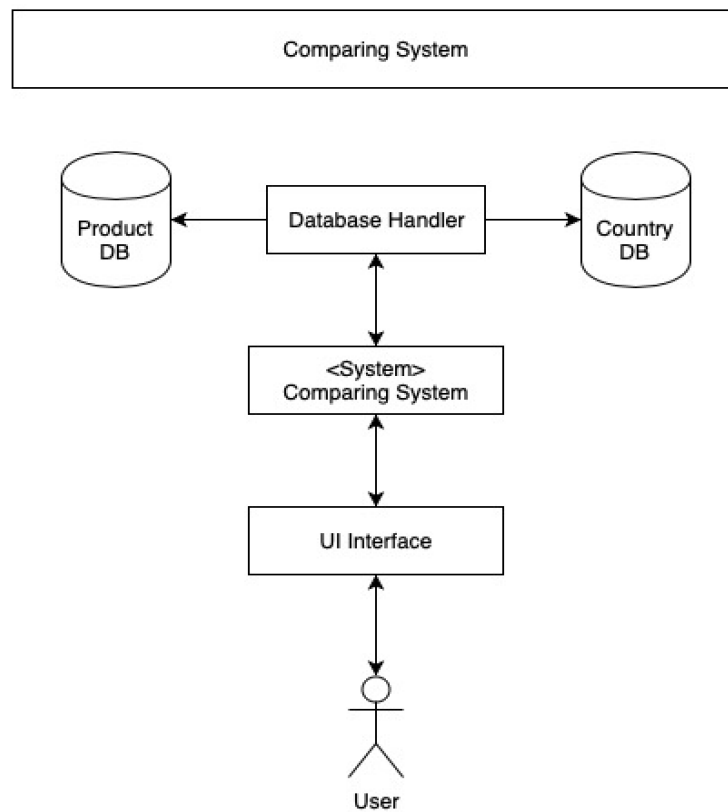 Comparing System
Product
DB
Database Handler
Country
DB
<System>
Comparing System
UI Interface
User